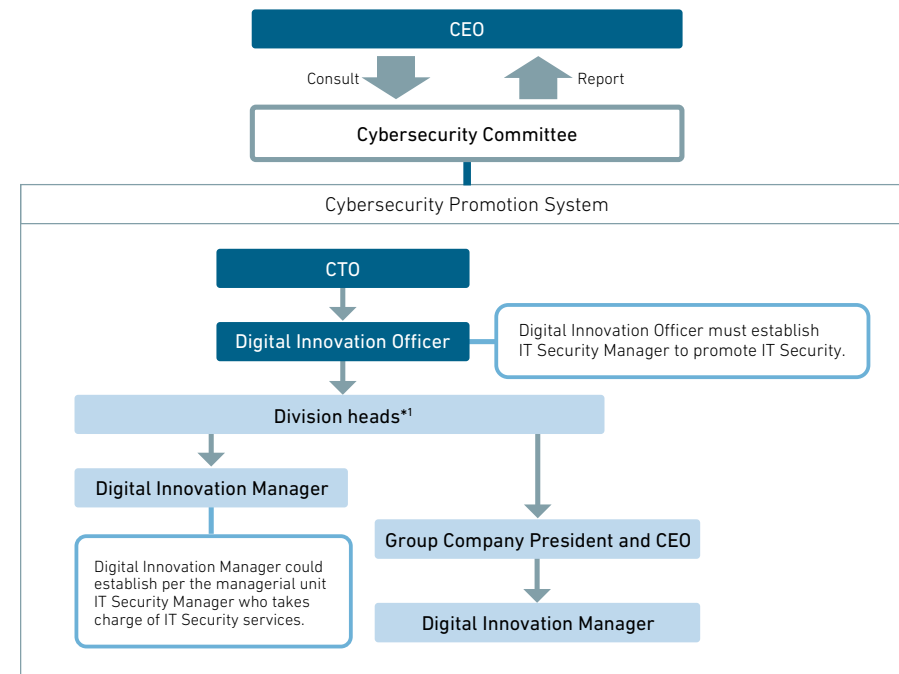 CEO
Consult
Report
Cybersecurity Committee
Cybersecurity Promotion System
CTO
Digital Innovation Officer
Digital Innovation Officer must establish
IT Security Manager to promote IT Security.
Division heads*1
Digital Innovation Manager
Digital Innovation Manager could
establish per the managerial unit
IT Security Manager who takes
charge of IT Security services.
Group Company President and CEO
Digital Innovation Manager